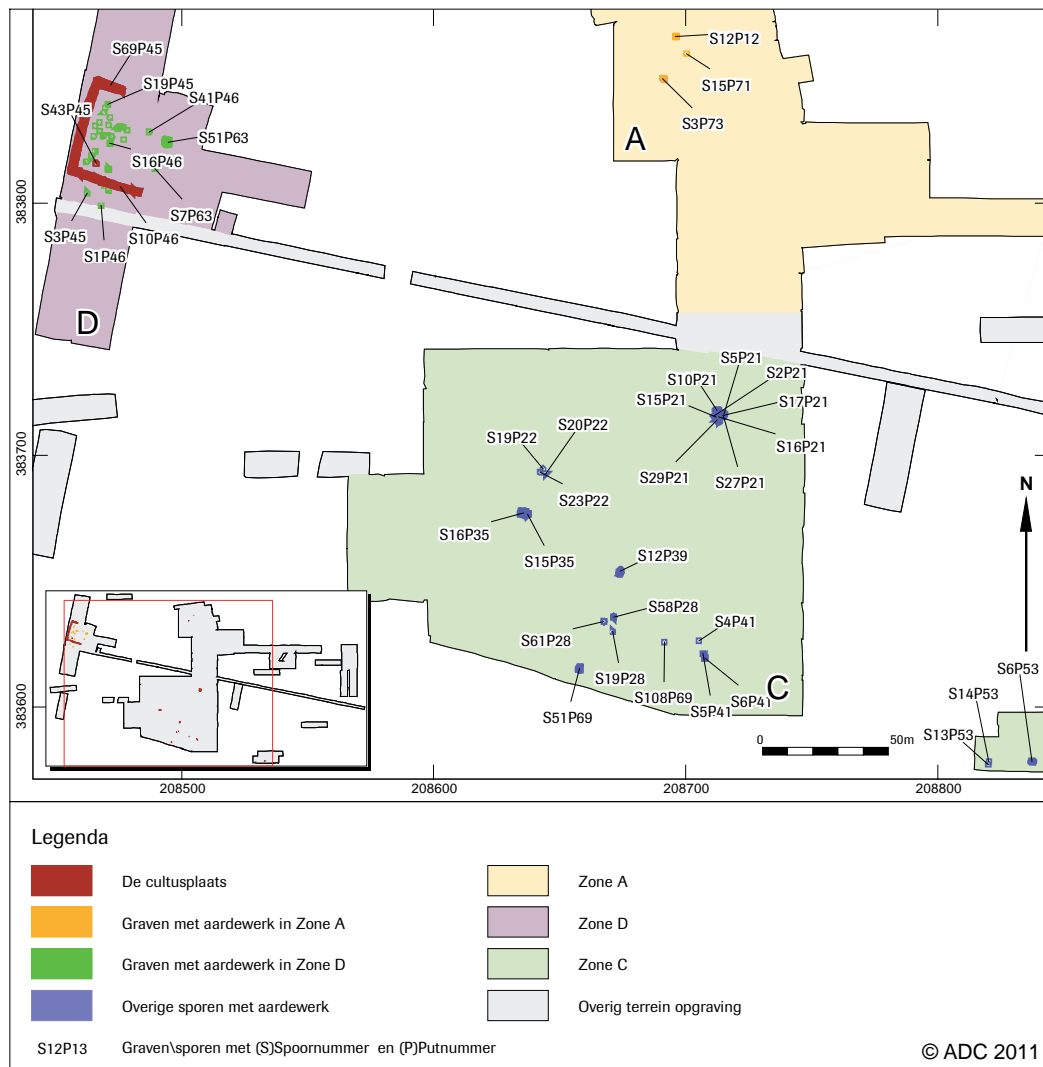 S69P45
S19P45
S41P46
S43P45
S51P63
S16P46
S7P63
S3P45
S10P46
S1P46
D
S12P12
S15P71
S3P73
A
383800
383700
383600
S5P21
S10P21
S2P21
S15P21
S17P21
S16P21
S29P21
S27P21
S20P22
S19P22
S23P22
S16P35
S15P35
S12P39
S58P28
S61P28
S4P41
S19P28
S108P69
S6P41
S5P41
S51P69
C
N
S6P53
S14P53
S13P53
0 50m
208500 208600 208700 208800
Legenda
De cultusplaats
Graven met aardewerk in Zone A
Graven met aardewerk in Zone D
Overige sporen met aardewerk
S12P13 Graven\sporen met (S)Spoornummer en (P)Putnummer
Zone A
Zone D
Zone C
Overig terrein opgraving
© ADC 2011